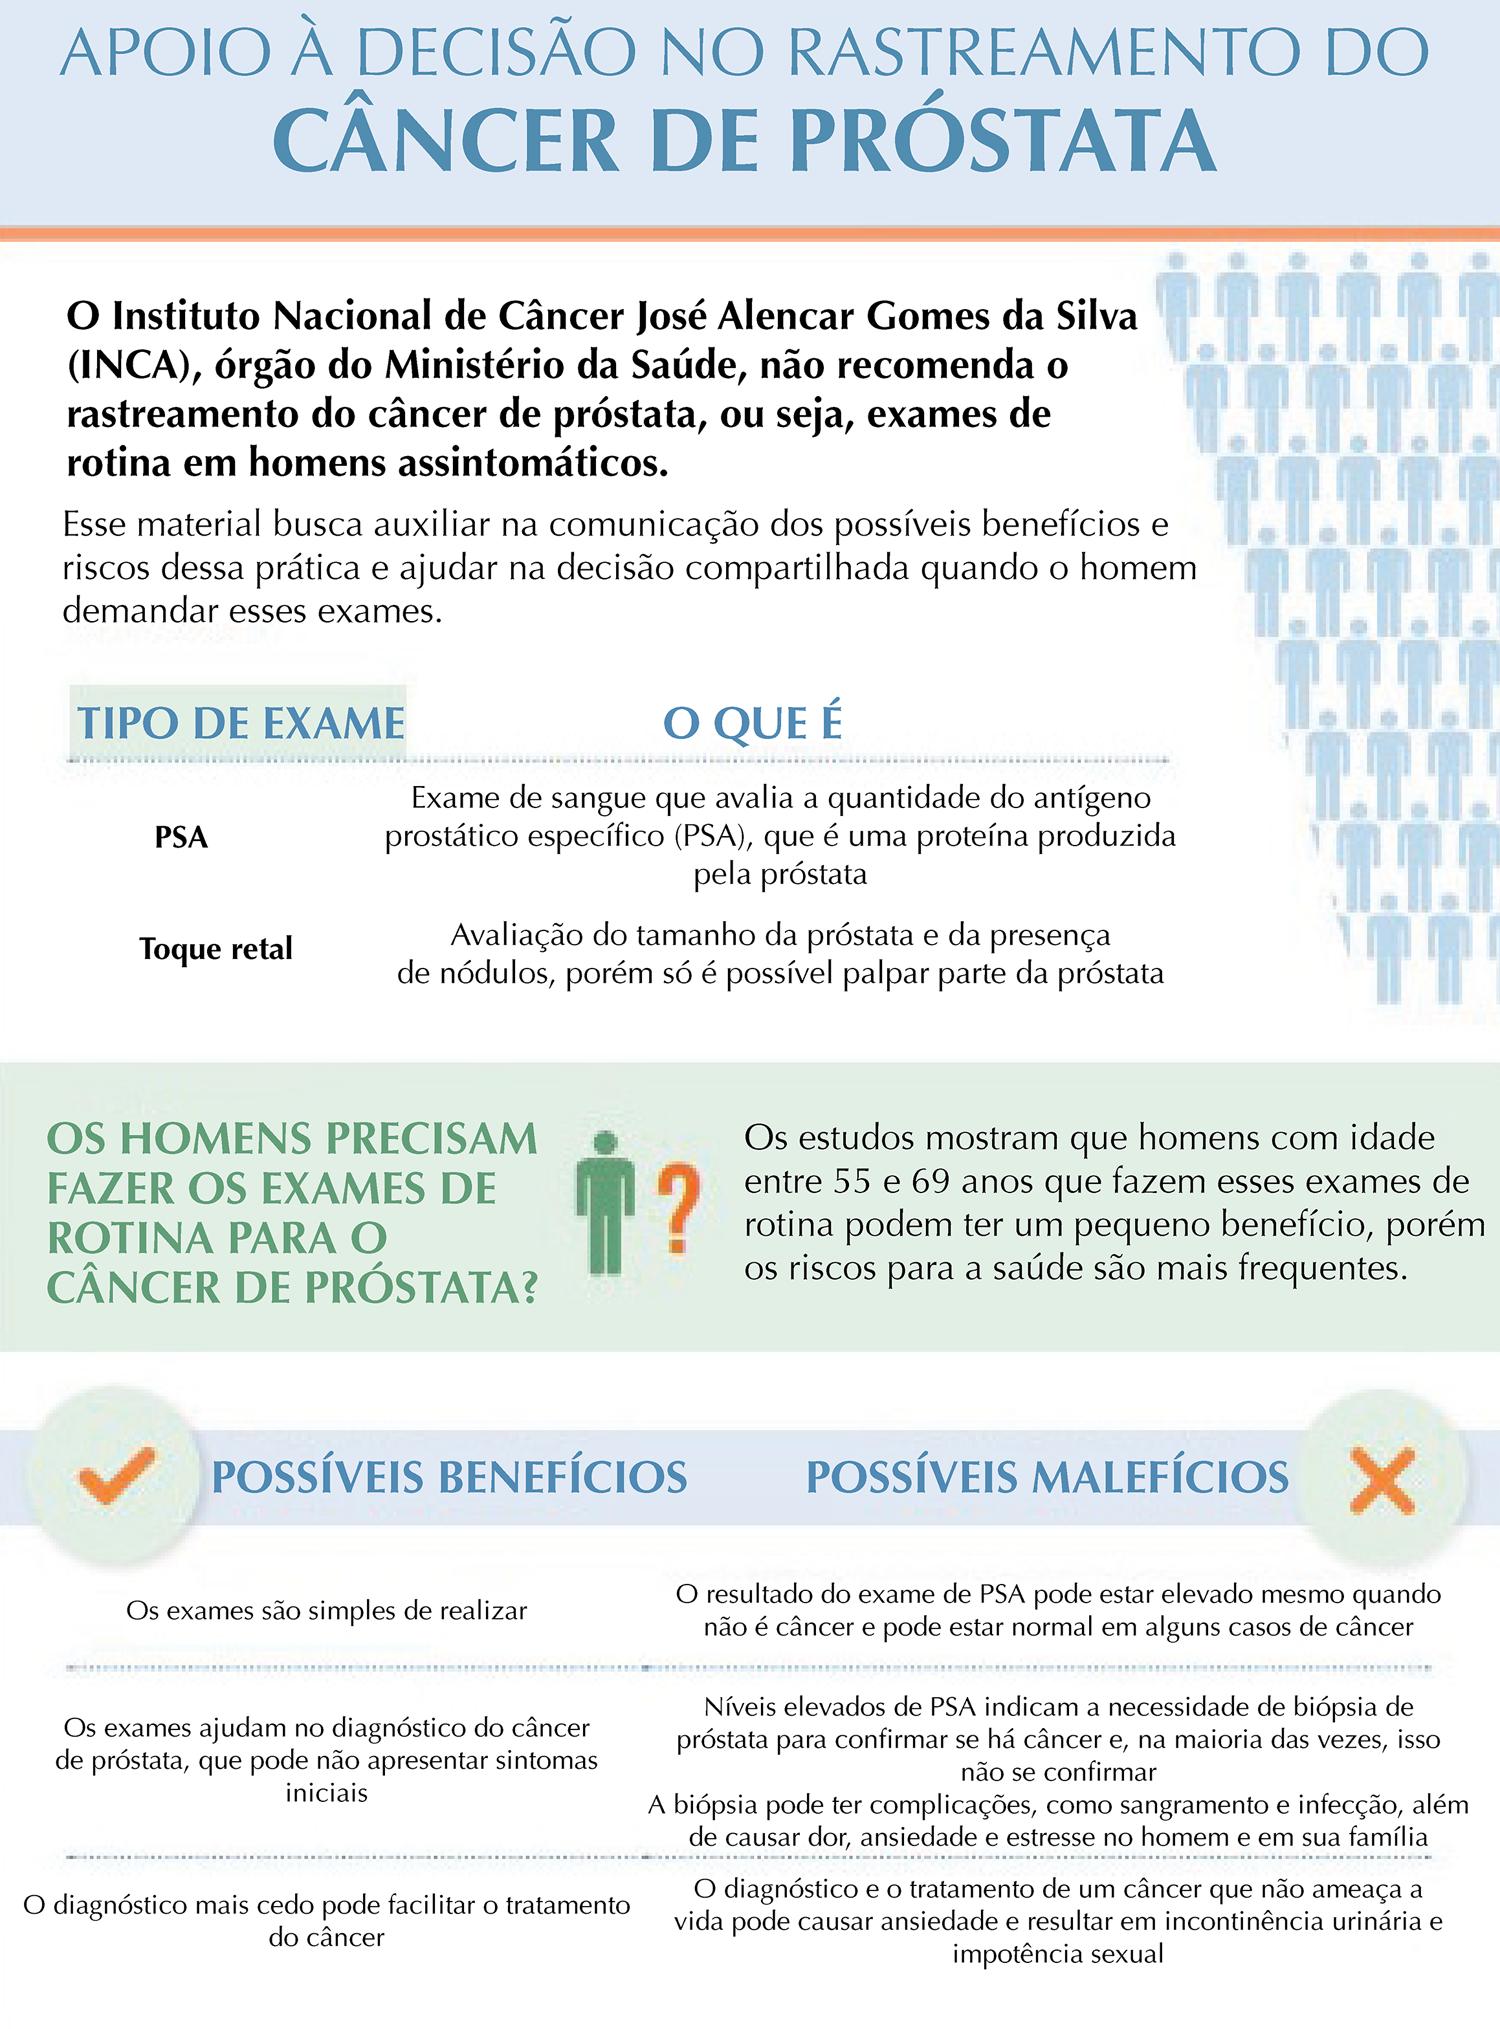 APOIO À DECISÃO NO RASTREAMENTO DO
CÂNCER DE PRÓSTATA
O Instituto Nacional de Câncer José Alencar Gomes da Silva
(INCA), órgão do Ministério da Saúde, não recomenda o
rastreamento do câncer de próstata, ou seja, exames de
rotina em homens assintomáticos.
Esse material busca auxiliar na comunicação dos possíveis benefícios e
riscos dessa prática e ajudar na decisão compartilhada quando o homem
demandar esses exames.
TIPO DE EXAME
O QUE É
PSA
Exame de sangue que avalia a quantidade do antígeno
prostático específico (PSA), que é uma proteína produzida
pela próstata
Toque retal
Avaliação do tamanho da próstata e da presença
de nódulos, porém só é possível palpar parte da próstata
OS HOMENS PRECISAM
FAZER OS EXAMES DE
ROTINA PARA O
CÂNCER DE PRÓSTATA?
?
Os estudos mostram que homens com idade
entre 55 e 69 anos que fazem esses exames de
rotina podem ter um pequeno benefício, porém
os riscos para a saúde são mais frequentes.
POSSÍVEIS BENEFÍCIOS
POSSÍVEIS MALEFÍCIOS
Os exames são simples de realizar
O resultado do exame de PSA pode estar elevado mesmo quando
não é câncer e pode estar normal em alguns casos de câncer
Os exames ajudam no diagnóstico do câncer
de próstata, que pode não apresentar sintomas
iniciais
Níveis elevados de PSA indicam a necessidade de biópsia de
próstata para confirmar se há câncer e, na maioria das vezes, isso
não se confirmar
A biópsia pode ter complicações, como sangramento e infecção, além
de causar dor, ansiedade e estresse no homem e em sua família
O diagnóstico mais cedo pode facilitar o tratamento
do câncer
O diagnóstico e o tratamento de um câncer que não ameaça a
vida pode causar ansiedade e resultar em incontinência urinária e
impotência sexual